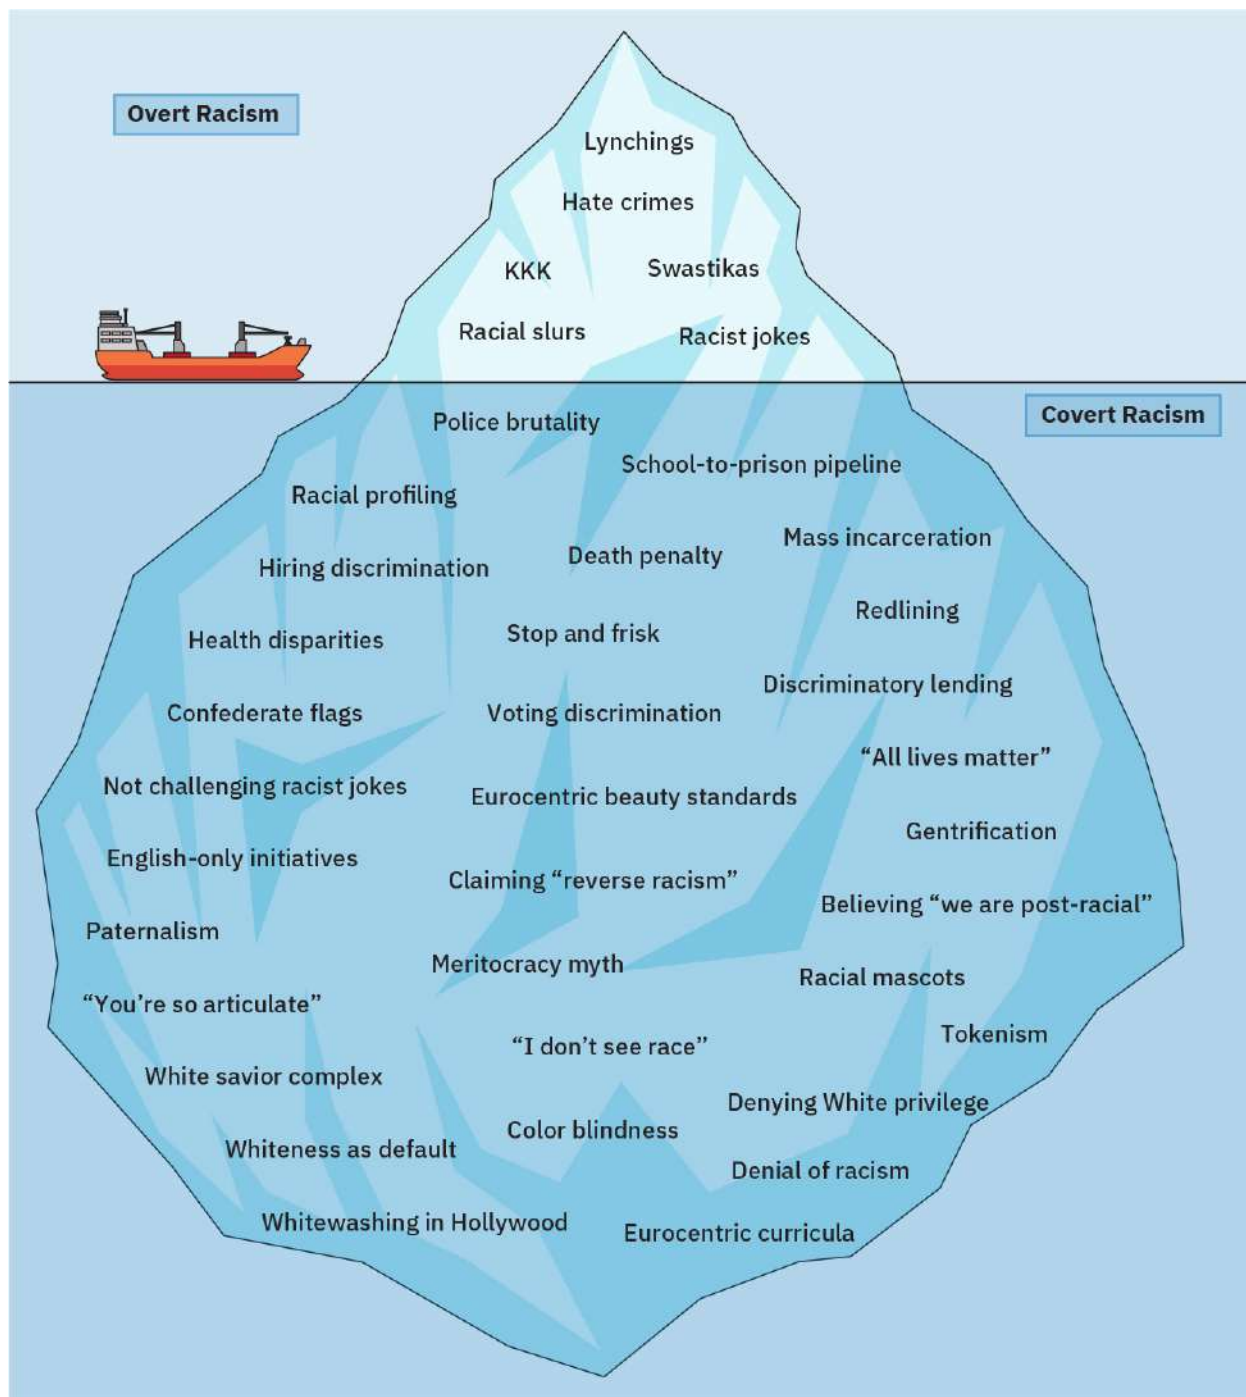 Overt Racism
Lynchings
Hate crimes
KKK
Swastikas
Racial slurs
Racist jokes
Covert Racism
Police brutality
School-to-prison pipeline
Racial profiling
Mass incarceration
Death penalty
Hiring discrimination
Redlining
Stop and frisk
Health disparities
Discriminatory lending
Confederate flags
Voting discrimination
“All lives matter”
Not challenging racist jokes
Eurocentric beauty standards
Gentrification
English-only initiatives
Claiming “reverse racism”
Believing “we are post-racial”
Paternalism
Meritocracy myth
Racial mascots
“You’re so articulate”
Tokenism
“I don’t see race”
White savior complex
Denying White privilege
Color blindness
Whiteness as default
Denial of racism
Whitewashing in Hollywood
Eurocentric curricula